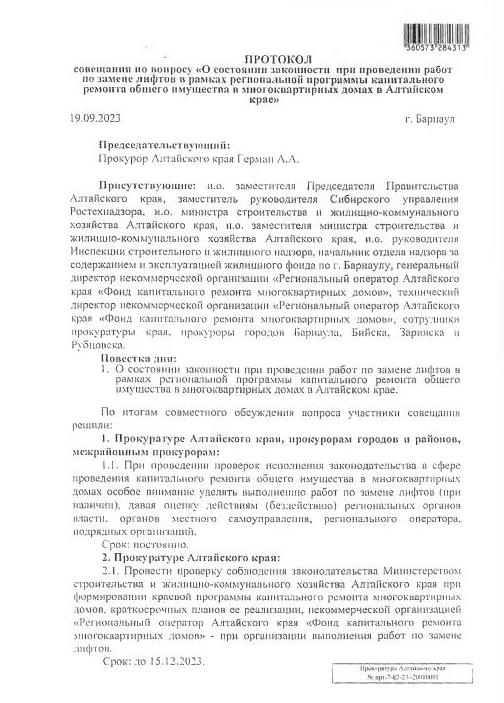 360573 284313
ПРОТОКОЛ
совещания по вопросу «О состоянии законности при проведении работ
по замене лифтов в рамках региональной программы капитального
ремонта общего имущества в многоквартирных домах в Алтайском
крае»
19.09.2023 г. Барнаул
Председательствующий:
Прокурор Алтайского края Герман А.А.
Присутствующие: и.о. заместителя Председателя Правительства
Алтайского края, заместитель руководителя Сибирского управления
Ростехнадзора, и.о. министра строительства и жилищно-коммунального
хозяйства Алтайского края, и.о. заместителя министра строительства и
жилищно-коммунального хозяйства Алтайского края, и.о. руководителя
Инспекции строительного и жилищного надзора, начальник отдела надзора за
содержанием и эксплуатацией жилищного фонда по г. Барнаулу, генеральный
директор некоммерческой организации «Региональный оператор Алтайского
края «Фонд капитального ремонта многоквартирных домов», технический
директор некоммерческой организации «Региональный оператор Алтайского
края «Фонд капитального ремонта многоквартирных домов», сотрудники
прокуратуры края, прокуроры городов Барнаула, Бийска, Заринска и
Рубцовска.
Повестка дня:
1. О состоянии законности при проведении работ по замене лифтов в
рамках региональной программы капитального ремонта общего
имущества в многоквартирных домах в Алтайском крае.
По итогам совместного обсуждения вопроса участники совещания
решили:
1. Прокуратуре Алтайского края, прокурорам городов и районов,
межрайонным прокурорам:
1.1. При проведении проверок исполнения законодательства в сфере
проведения капитального ремонта общего имущества в многоквартирных
домах особое внимание уделять выполнению работ по замене лифтов (при
наличии), давая оценку действиям (бездействию) региональных органов
власти, органов местного самоуправления, регионального оператора,
подрядных организаций.
Срок: постоянно.
2. Прокуратуре Алтайского края:
2.1. Провести проверку соблюдения законодательства Министерством
строительства и жилищно-коммунального хозяйства Алтайского края при
формировании краевой программы капитального ремонта многоквартирных
домов, краткосрочных планов ее реализации, некоммерческой организацией
«Региональный оператор Алтайского края «Фонд капитального ремонта
многоквартирных домов» - при организации выполнения работ по замене
лифтов.
Срок: до 15.12.2023.
Прокуратура Алтайского края